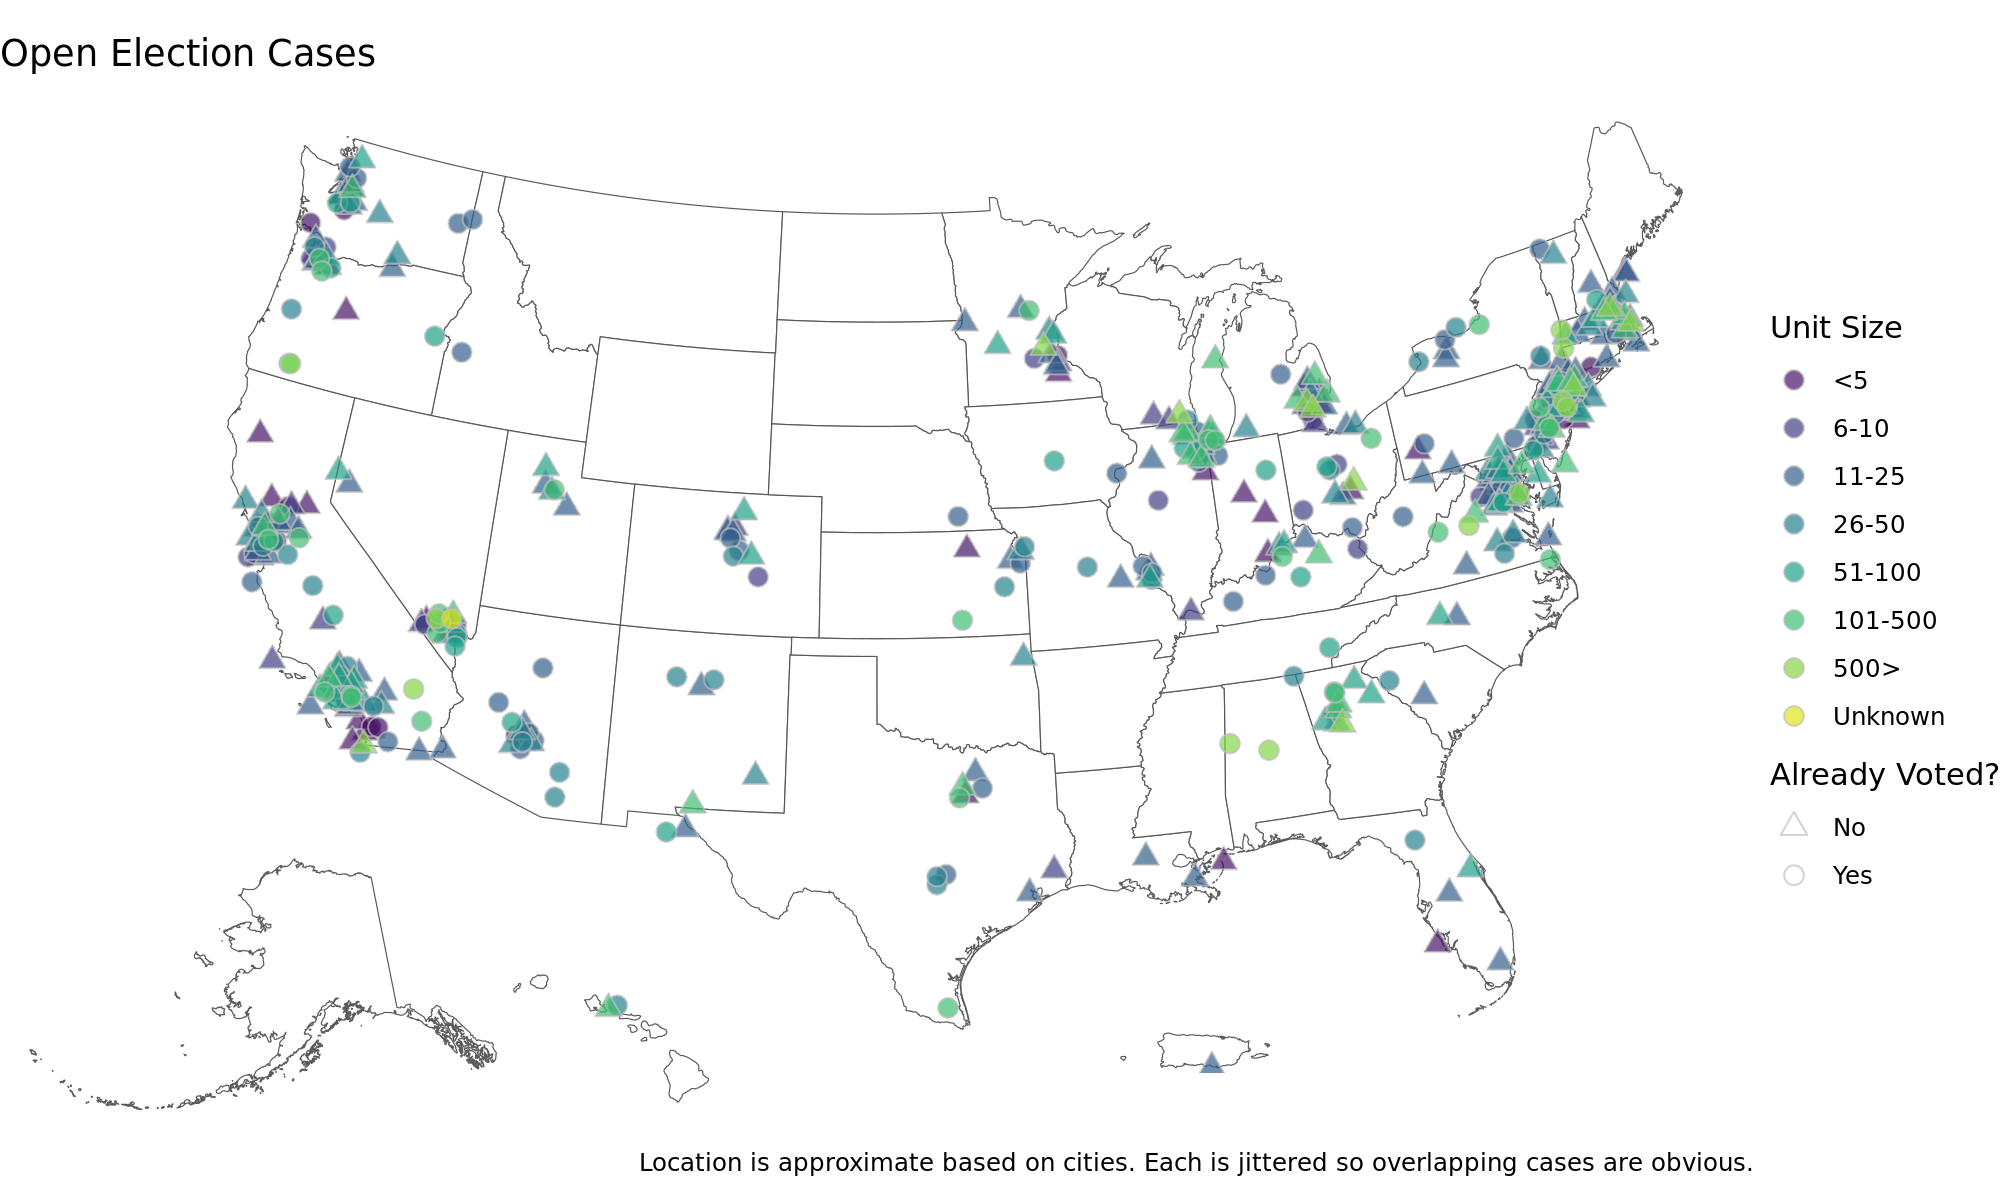 Open Election Cases
Unit Size
<5
6-10
11-25
26-50
51-100
101-500
500>
Unknown
Already Voted?
No
Yes
Location is approximate based on cities. Each is jittered so overlapping cases are obvious.